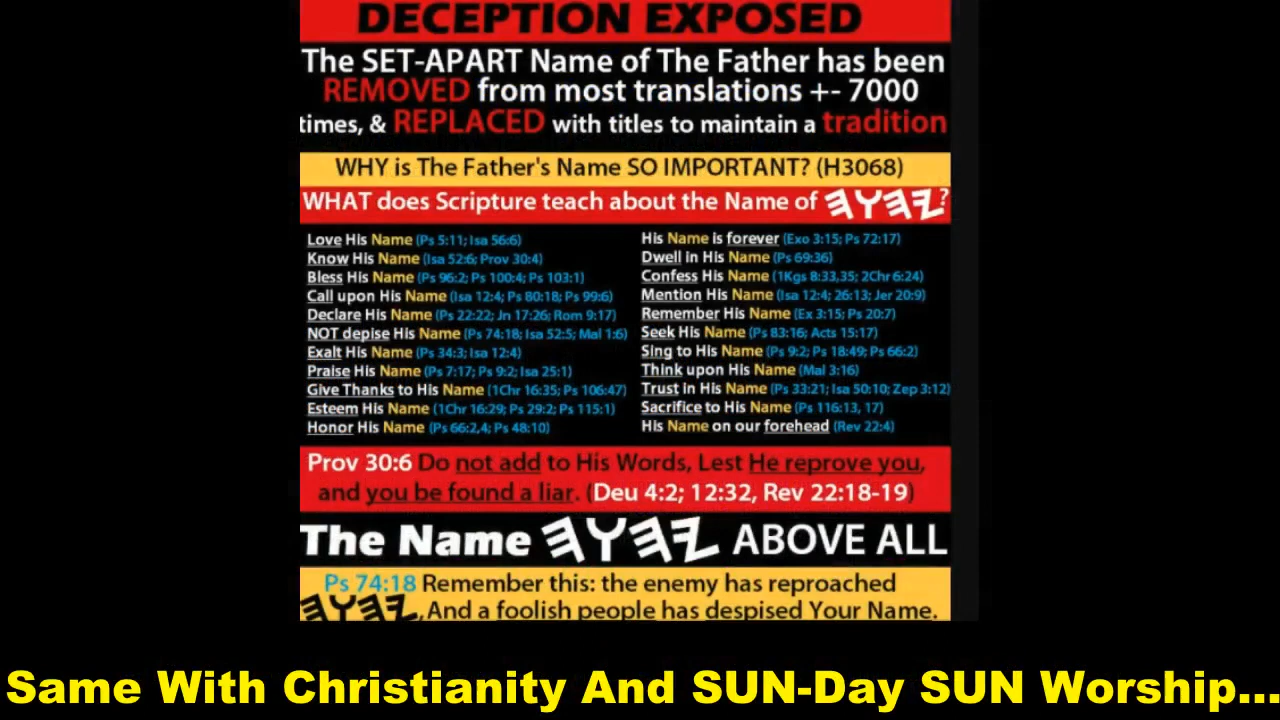 DECEPTION EXPOSED
The SET-APART Name of The Father has been
REMOVED from most translations +- 7000
times, & REPLACED with titles to maintain a tradition
WHY is The Father's Name SO IMPORTANT? (H3068)
WHAT does Scripture teach about the Name of 𐤉𐤄𐤅𐤄?
Love His Name (Ps 5:11; Isa 56:6)
Know His Name (Isa 52:6; Prov 30:4)
Bless His Name (Ps 96:2; Ps 100:4; Ps 103:1)
Call upon His Name (Isa 12:4; Ps 80:18; Ps 99:6)
Declare His Name (Ps 22:22; Jn 17:26; Rom 9:17)
NOT depise His Name (Ps 74:18; Isa 52:5; Mal 1:6)
Exalt His Name (Ps 34:3; Isa 12:4)
Praise His Name (Ps 7:17; Ps 9:2; Isa 25:1)
Give Thanks to His Name (1Chr 16:35; Ps 106:47)
Esteem His Name (1Chr 16:29; Ps 29:2; Ps 115:1)
Honor His Name (Ps 66:2,4; Ps 48:10)
His Name is forever (Exo 3:15; Ps 72:17)
Dwell in His Name (Ps 69:36)
Confess His Name (1Kgs 8:33,35; 2Chr 6:24)
Mention His Name (Isa 12:4; 26:13; Jer 20:9)
Remember His Name (Ex 3:15; Ps 20:7)
Seek His Name (Ps 83:16; Acts 15:17)
Sing to His Name (Ps 9:2; Ps 18:49; Ps 66:2)
Think upon His Name (Mal 3:16)
Trust in His Name (Ps 33:21; Isa 50:10; Zep 3:12)
Sacrifice to His Name (Ps 116:13, 17)
His Name on our forehead (Rev 22:4)
Prov 30:6 Do not add to His Words, Lest He reprove you,
and you be found a liar. (Deu 4:2; 12:32, Rev 22:18-19)
The Name 𐤉𐤄𐤅𐤄 ABOVE ALL
Ps 74:18 Remember this: the enemy has reproached
𐤉𐤄𐤅𐤄, And a foolish people has despised Your Name.
Same With Christianity And SUN-Day SUN Worship...